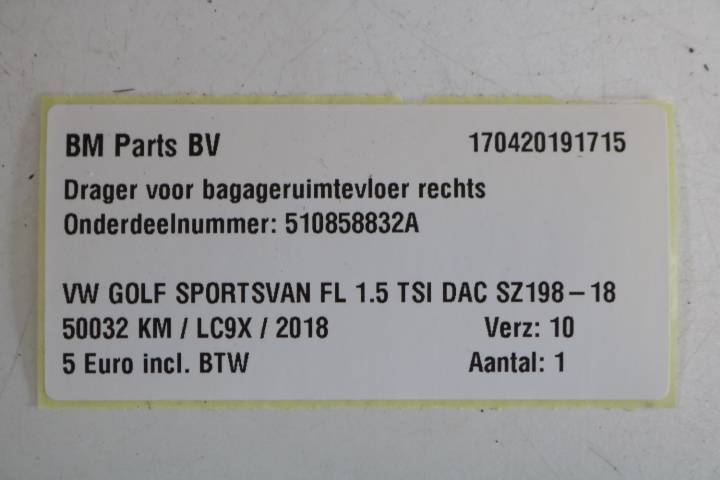 BM Parts BV 170420191715
Drager voor bagageruimtevloer rechts
Onderdeelnummer: 510858832A
VW GOLF SPORTSVAN FL 1.5 TSI DAC SZ198-18
50032 KM / LC9X / 2018 Verz: 10
5 Euro incl. BTW Aantal: 1